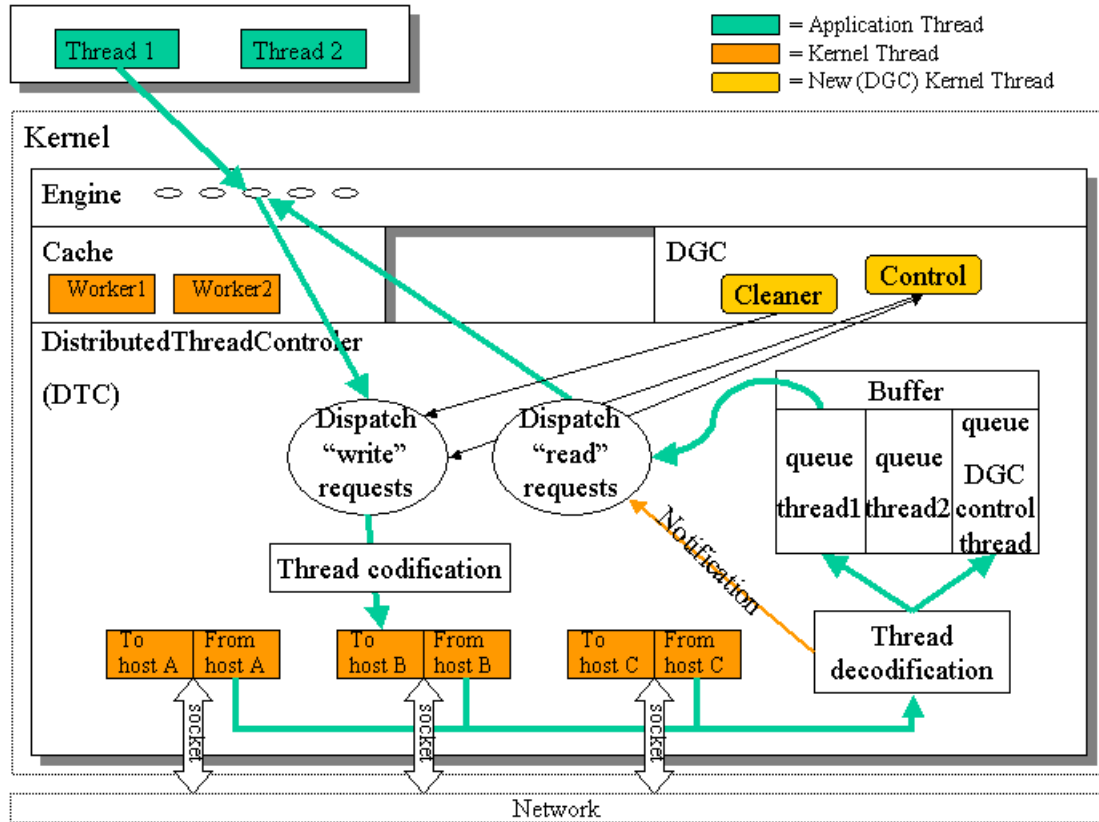 Thread 1
Thread 2
= Application Thread
= Kernel Thread
= New (DGC) Kernel Thread
Kernel
Engine
Cache
Worker1
Worker2
DGC
Cleaner
Control
DistributedThreadControler
(DTC)
Dispatch
“write”
requests
Dispatch
“read”
requests
Buffer
queue
thread1
queue
thread2
queue
DGC
control
thread
Notification
Thread codification
Thread
decodification
To
host A
From
host A
To
host B
From
host B
To
host C
From
host C
socket
socket
socket
Network